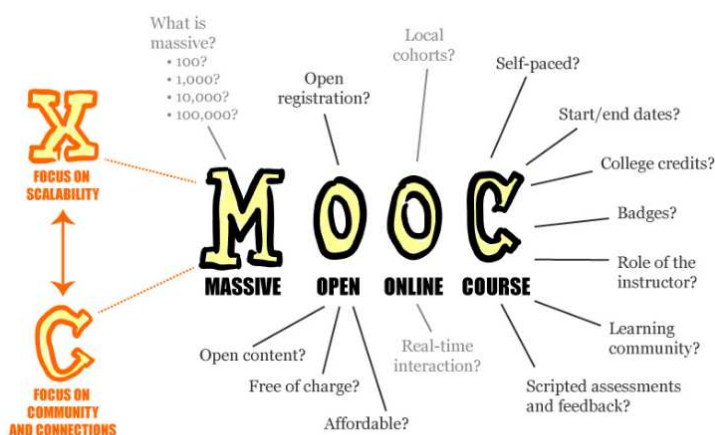 What is
massive?
• 100?
• 1,000?
• 10,000?
• 100,000?
Open
registration?
Local
cohorts?
Self-paced?
Start/end dates?
College credits?
Badges?
Role of the
instructor?
Learning
community?
Scripted assessments
and feedback?
X
FOCUS ON
SCALABILITY
C
FOCUS ON
COMMUNITY
AND CONNECTIONS
MOOC
MASSIVE OPEN ONLINE COURSE
Open content?
Free of charge?
Affordable?
Real-time
interaction?